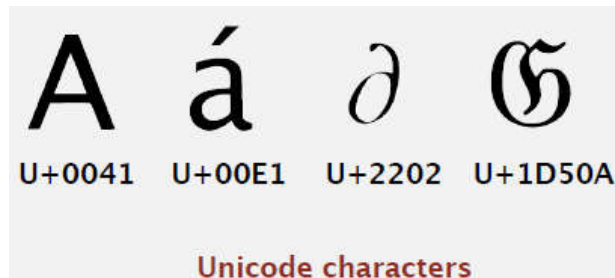 A á ∂ 𝔊
U+0041 U+00E1 U+2202 U+1D50A
Unicode characters